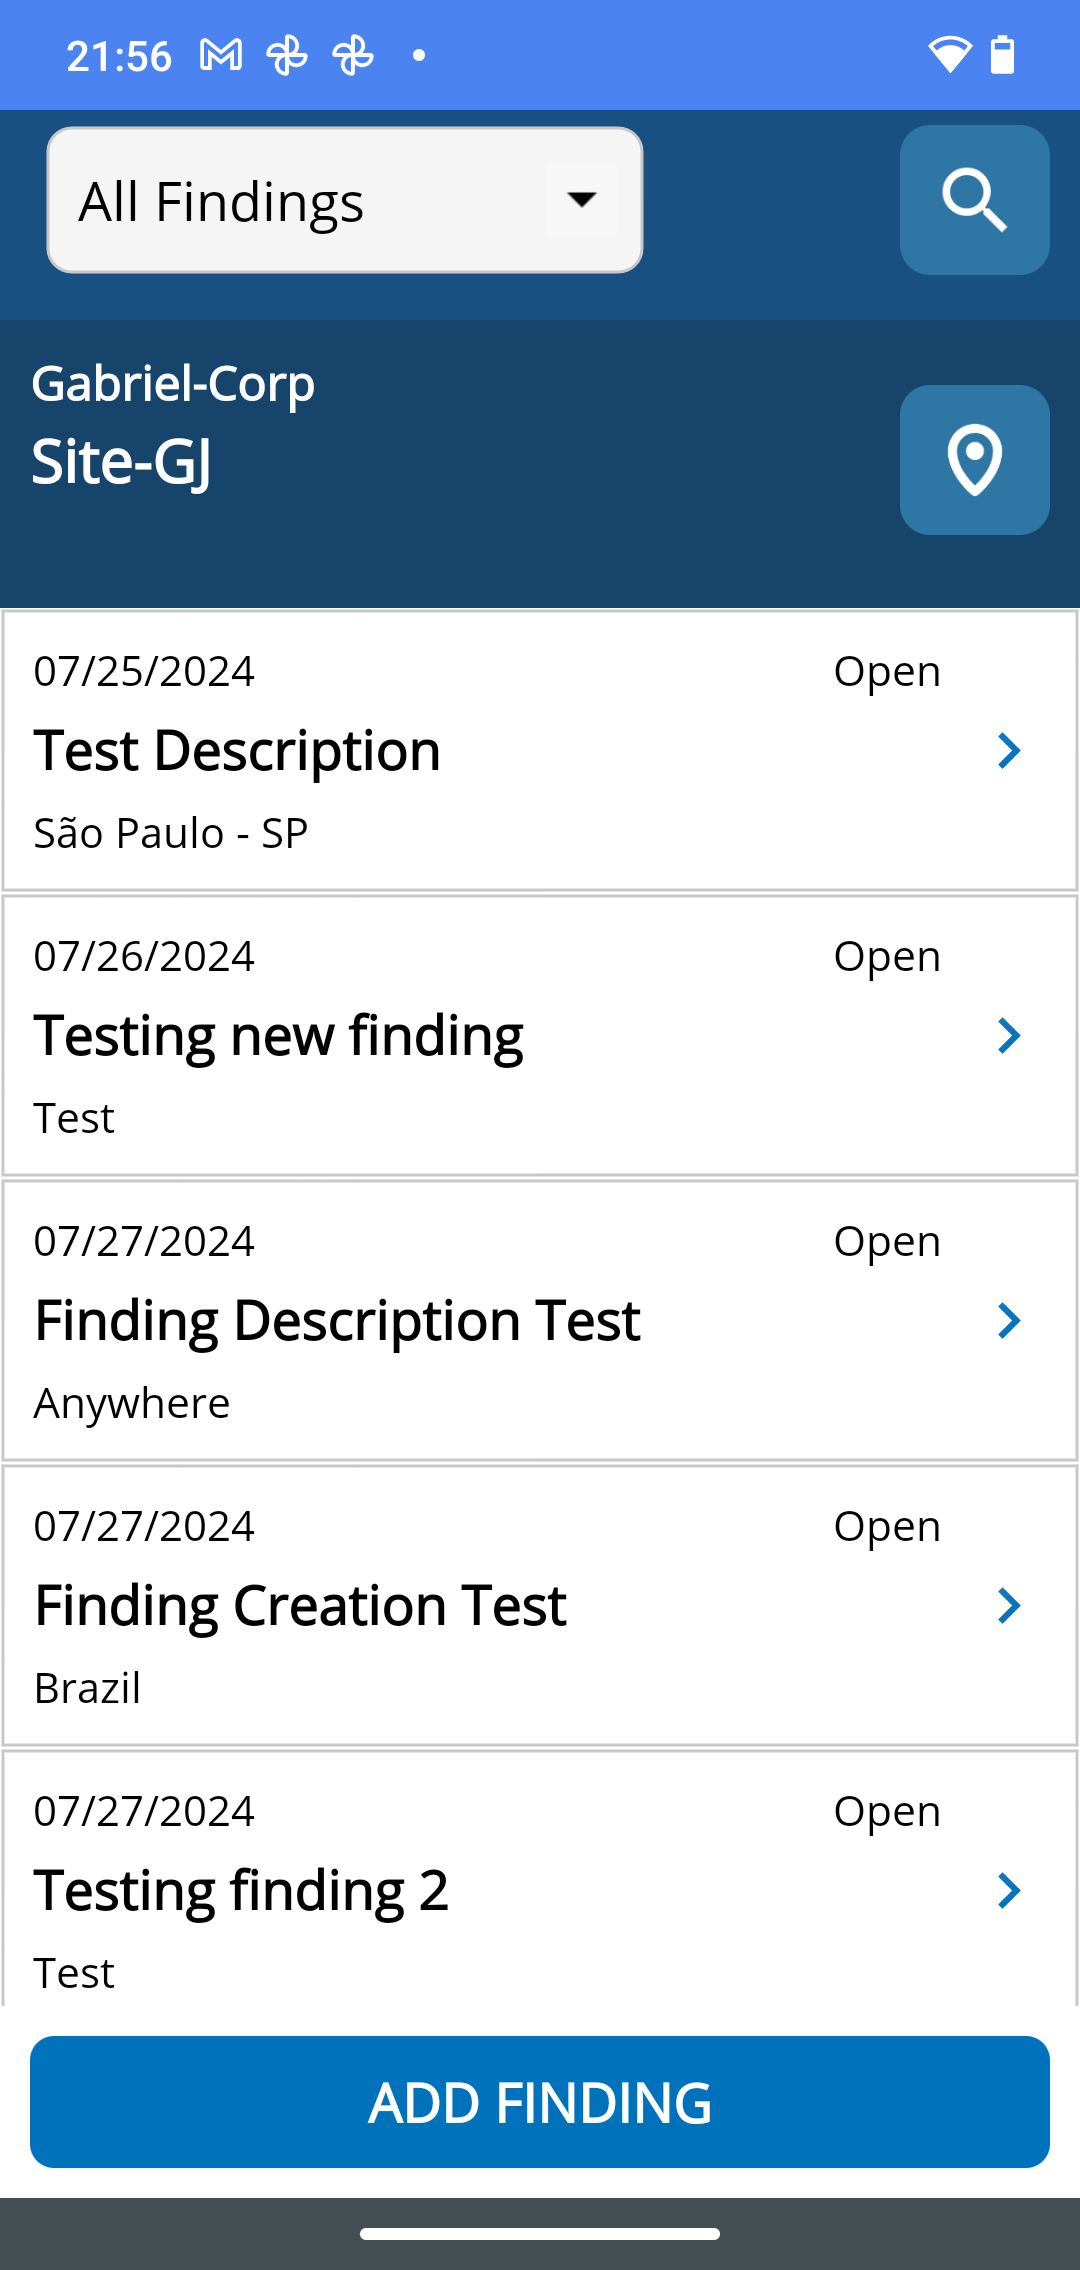 21:56
All Findings
Gabriel-Corp
Site-GJ
07/25/2024 Open
Test Description
São Paulo - SP
07/26/2024 Open
Testing new finding
Test
07/27/2024 Open
Finding Description Test
Anywhere
07/27/2024 Open
Finding Creation Test
Brazil
07/27/2024 Open
Testing finding 2
Test
ADD FINDING